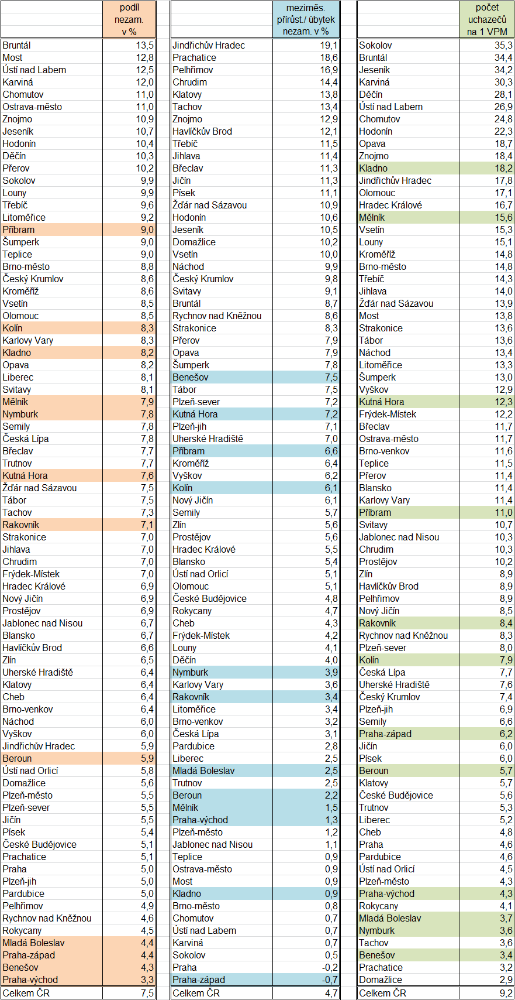 podíl
nezam.
v %
Bruntál 13,5
Most 12,8
Ústí nad Labem 12,5
Karviná 12,0
Chomutov 11,0
Ostrava-město 11,0
Znojmo 10,9
Jeseník 10,7
Hodonín 10,4
Děčín 10,3
Přerov 10,2
Sokolov 9,9
Louny 9,9
Třebíč 9,6
Litoměřice 9,2
Příbram 9,0
Šumperk 9,0
Teplice 9,0
Brno-město 8,8
Český Krumlov 8,6
Kroměříž 8,6
Vsetín 8,5
Olomouc 8,5
Kolín 8,3
Karlovy Vary 8,3
Kladno 8,2
Opava 8,2
Liberec 8,1
Svitavy 8,1
Mělník 7,9
Nymburk 7,8
Semily 7,8
Česká Lípa 7,8
Břeclav 7,7
Trutnov 7,7
Kutná Hora 7,6
Žďár nad Sázavou 7,5
Tábor 7,5
Tachov 7,3
Rakovník 7,1
Strakonice 7,0
Jihlava 7,0
Chrudim 7,0
Frýdek-Místek 7,0
Hradec Králové 6,9
Nový Jičín 6,9
Prostějov 6,9
Jablonec nad Nisou 6,7
Blansko 6,7
Havlíčkův Brod 6,6
Zlín 6,5
Uherské Hradiště 6,4
Klatovy 6,4
Cheb 6,4
Brno-venkov 6,4
Náchod 6,0
Vyškov 6,0
Jindřichův Hradec 5,9
Beroun 5,9
Ústí nad Orlicí 5,8
Domažlice 5,6
Plzeň-město 5,5
Plzeň-sever 5,5
Jičín 5,5
Písek 5,4
České Budějovice 5,1
Prachatice 5,1
Praha 5,0
Plzeň-jih 5,0
Pardubice 5,0
Pelhřimov 4,9
Rychnov nad Kněžnou 4,6
Rokycany 4,5
Mladá Boleslav 4,4
Praha-západ 4,4
Benešov 4,3
Praha-východ 3,3
Celkem ČR 7,5
meziměs.
přírůst./ úbytek
nezam. v %
Jindřichův Hradec 19,1
Prachatice 18,6
Pelhřimov 16,9
Chrudim 14,4
Klatovy 13,8
Tachov 13,4
Znojmo 12,9
Havlíčkův Brod 12,1
Třebíč 11,5
Jihlava 11,4
Břeclav 11,3
Jičín 11,3
Písek 11,1
Žďár nad Sázavou 10,9
Hodonín 10,6
Jeseník 10,5
Domažlice 10,2
Vsetín 10,0
Náchod 9,9
Český Krumlov 9,8
Svitavy 9,1
Bruntál 8,7
Rychnov nad Kněžnou 8,6
Strakonice 8,3
Přerov 7,9
Opava 7,9
Šumperk 7,8
Benešov 7,5
Tábor 7,5
Plzeň-sever 7,2
Kutná Hora 7,2
Plzeň-jih 7,1
Uherské Hradiště 7,0
Příbram 6,6
Kroměříž 6,4
Vyškov 6,2
Kolín 6,1
Nový Jičín 6,1
Semily 5,7
Zlín 5,6
Prostějov 5,6
Hradec Králové 5,5
Blansko 5,4
Ústí nad Orlicí 5,1
Olomouc 5,1
České Budějovice 4,8
Rokycany 4,7
Cheb 4,3
Frýdek-Místek 4,2
Louny 4,1
Děčín 4,0
Nymburk 3,9
Karlovy Vary 3,6
Rakovník 3,4
Litoměřice 3,4
Brno-venkov 3,2
Česká Lípa 3,1
Pardubice 2,8
Liberec 2,5
Mladá Boleslav 2,5
Trutnov 2,5
Beroun 2,2
Mělník 1,5
Praha-východ 1,3
Plzeň-město 1,2
Jablonec nad Nisou 1,1
Teplice 0,9
Ostrava-město 0,9
Most 0,9
Kladno 0,9
Brno-město 0,8
Chomutov 0,7
Ústí nad Labem 0,7
Karviná 0,7
Sokolov 0,5
Praha -0,2
Praha-západ -0,7
Celkem ČR 4,7
počet
uchazečů
na 1 VPM
Sokolov 35,3
Bruntál 34,4
Jeseník 34,2
Karviná 30,3
Děčín 28,1
Ústí nad Labem 26,9
Chomutov 24,8
Hodonín 22,3
Opava 18,7
Znojmo 18,4
Kladno 18,2
Jindřichův Hradec 17,8
Olomouc 17,1
Hradec Králové 16,7
Mělník 15,6
Vsetín 15,3
Louny 15,1
Kroměříž 14,8
Brno-město 14,8
Třebíč 14,3
Jihlava 14,0
Žďár nad Sázavou 13,9
Most 13,8
Strakonice 13,6
Tábor 13,6
Náchod 13,4
Litoměřice 13,3
Šumperk 13,0
Vyškov 12,9
Kutná Hora 12,3
Frýdek-Místek 12,2
Břeclav 11,7
Ostrava-město 11,7
Brno-venkov 11,6
Teplice 11,5
Přerov 11,4
Blansko 11,4
Karlovy Vary 11,4
Příbram 11,0
Svitavy 10,7
Jablonec nad Nisou 10,3
Chrudim 10,3
Prostějov 10,2
Zlín 8,9
Havlíčkův Brod 8,9
Pelhřimov 8,9
Nový Jičín 8,5
Rakovník 8,4
Rychnov nad Kněžnou 8,3
Plzeň-sever 8,0
Kolín 7,9
Česká Lípa 7,7
Uherské Hradiště 7,6
Český Krumlov 7,4
Plzeň-jih 6,9
Semily 6,6
Praha-západ 6,2
Jičín 6,0
Písek 6,0
Beroun 5,7
Klatovy 5,7
České Budějovice 5,6
Trutnov 5,3
Liberec 5,2
Cheb 4,8
Praha 4,6
Pardubice 4,6
Ústí nad Orlicí 4,5
Plzeň-město 4,3
Praha-východ 4,3
Rokycany 4,1
Mladá Boleslav 3,7
Nymburk 3,6
Tachov 3,6
Benešov 3,4
Prachatice 3,2
Domažlice 2,9
Celkem ČR 9,2